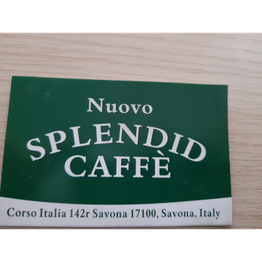 Nuovo
SPLENDID
CAFFÈ
Corso Italia 142r Savona 17100, Savona, Italy